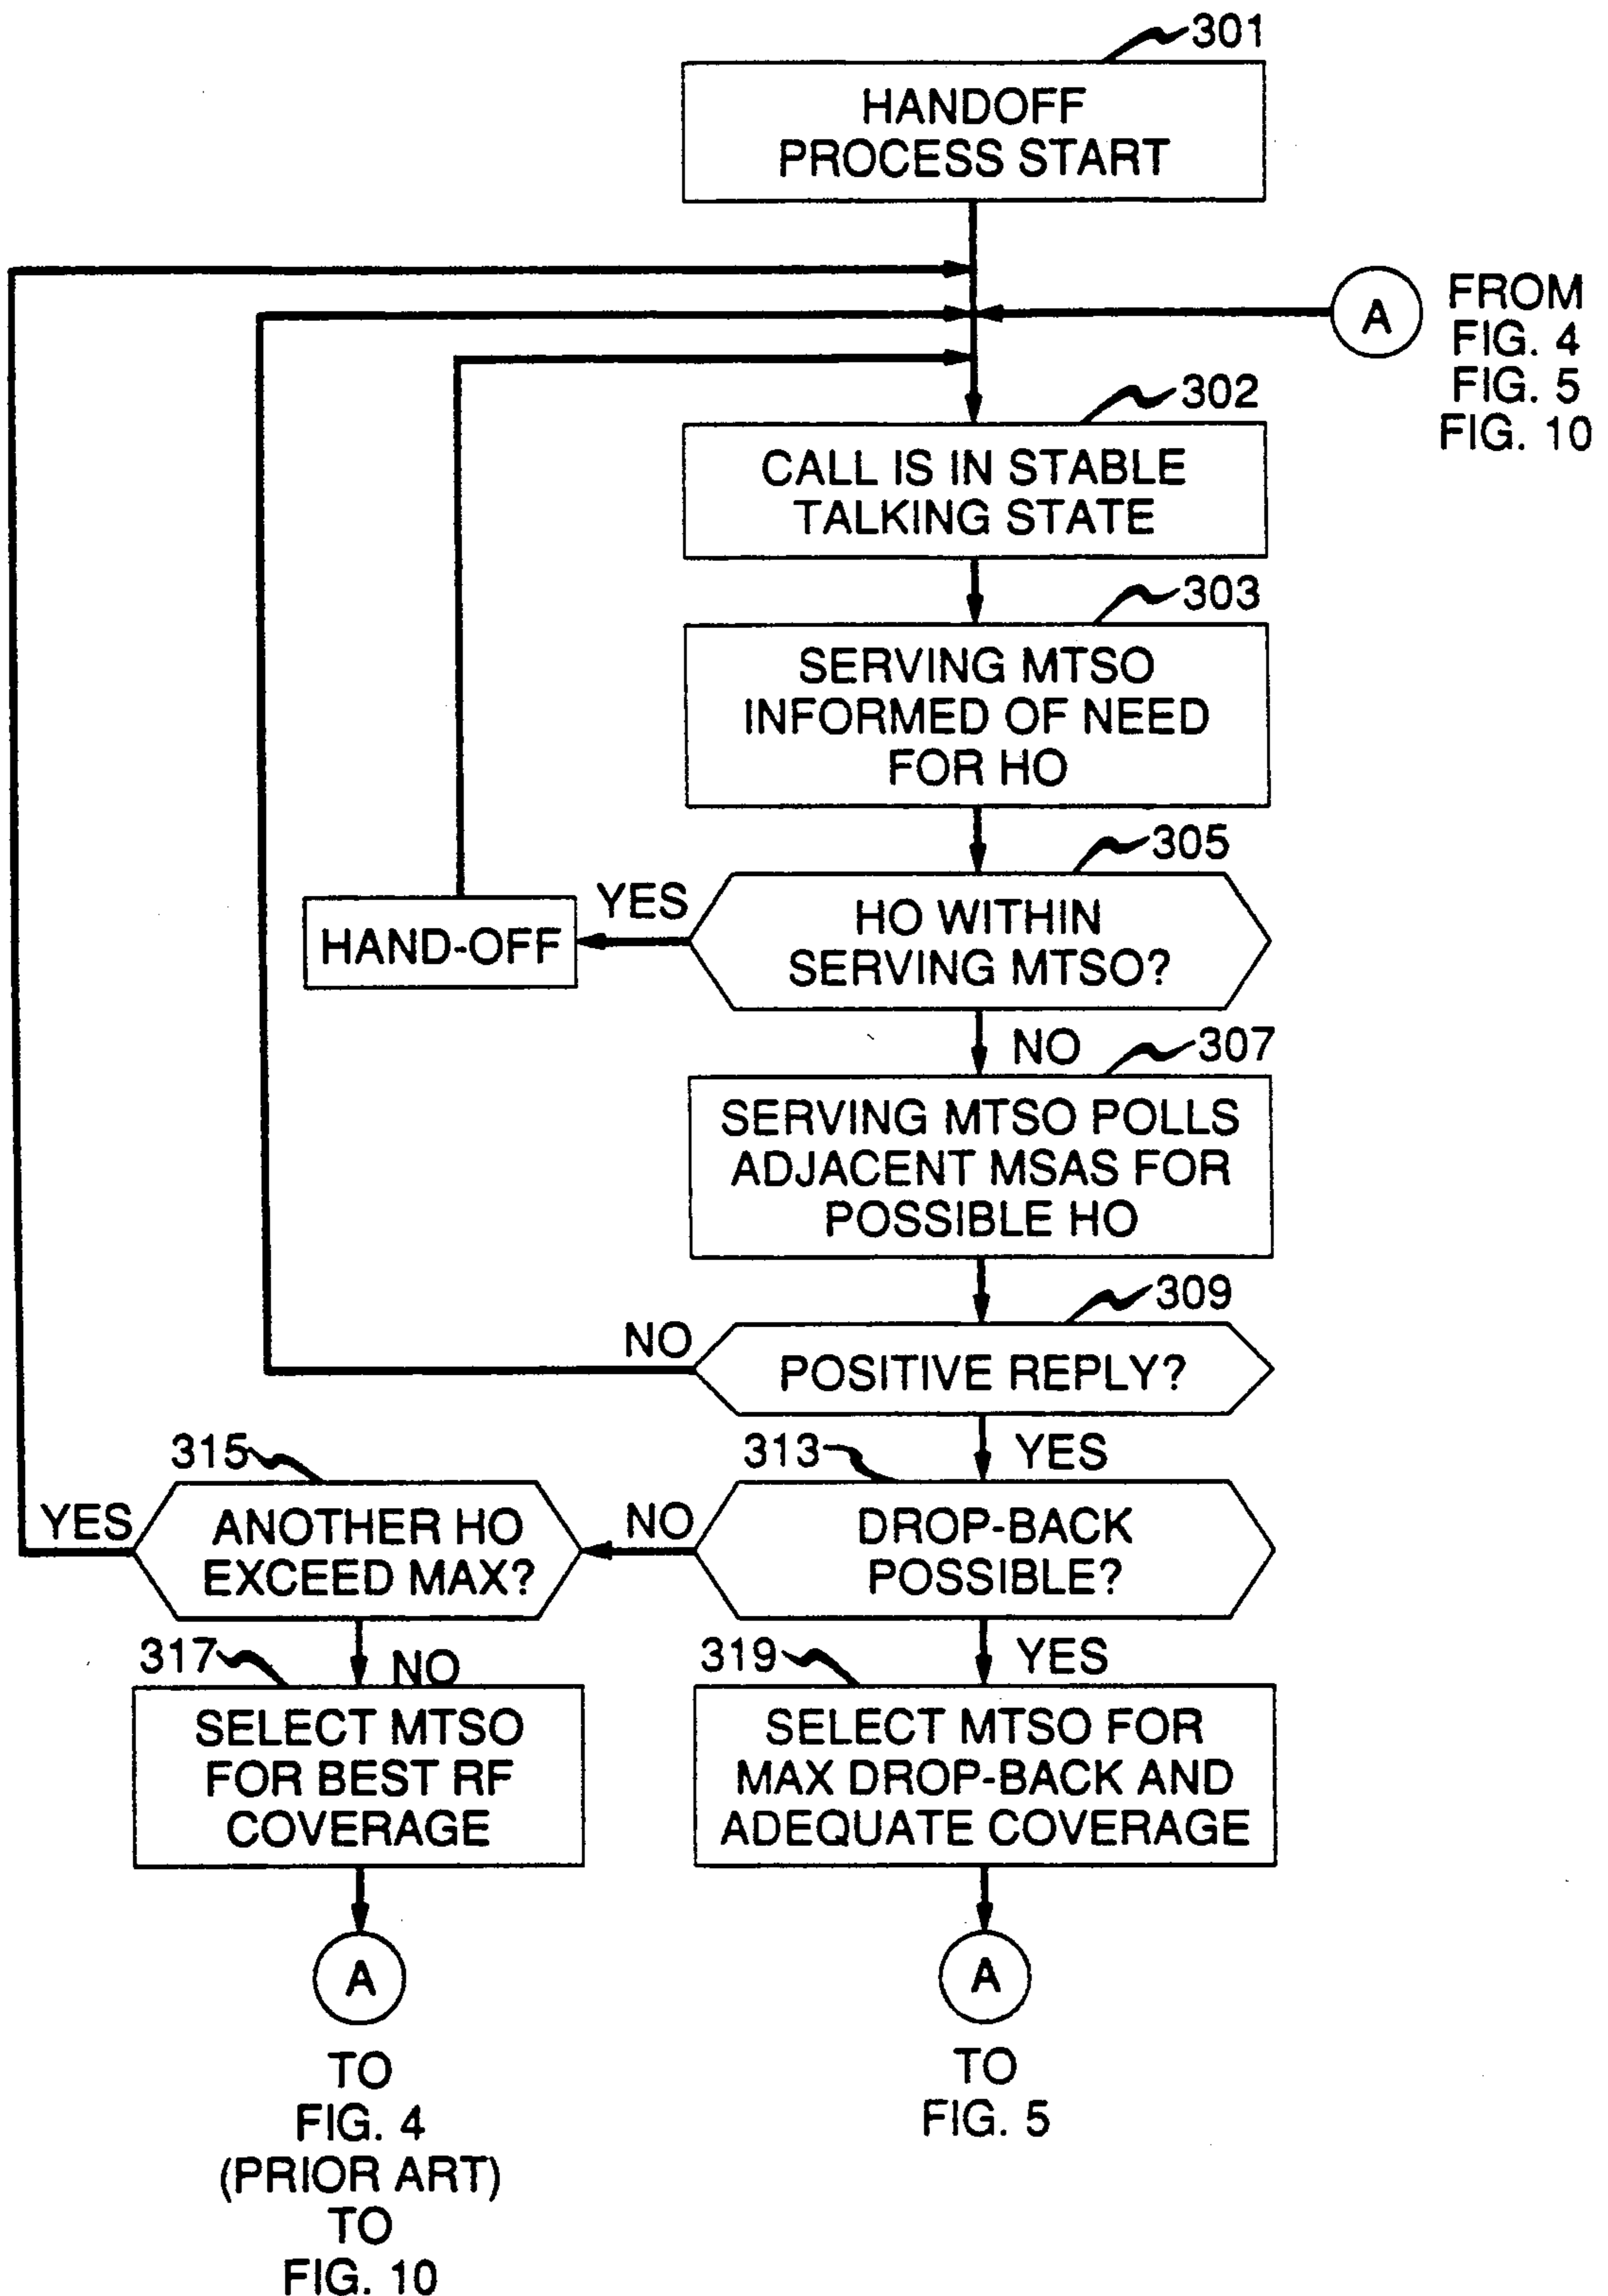 301
HANDOFF
PROCESS START
A
FROM
FIG. 4
FIG. 5
FIG. 10
302
CALL IS IN STABLE
TALKING STATE
303
SERVING MTSO
INFORMED OF NEED
FOR HO
305
HO WITHIN
SERVING MTSO?
YES
HAND-OFF
NO
307
SERVING MTSO POLLS
ADJACENT MSAS FOR
POSSIBLE HO
309
POSITIVE REPLY?
NO
YES
313
DROP-BACK
POSSIBLE?
NO
315
ANOTHER HO
EXCEED MAX?
YES
NO
317
SELECT MTSO
FOR BEST RF
COVERAGE
YES
319
SELECT MTSO FOR
MAX DROP-BACK AND
ADEQUATE COVERAGE
A
TO
FIG. 4
(PRIOR ART)
TO
FIG. 10
A
TO
FIG. 5